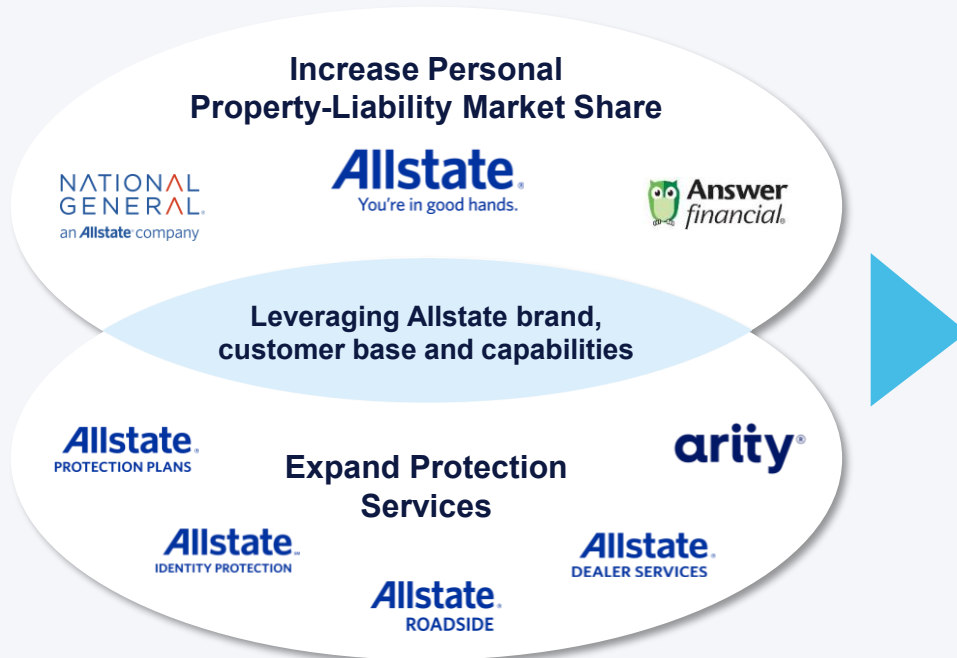 Increase Personal
Property-Liability Market Share
NATIONAL
GENERAL®
an Allstate company
Allstate®
You're in good hands.
Answer
financial®
Leveraging Allstate brand,
customer base and capabilities
Allstate®
PROTECTION PLANS
Expand Protection
Services
arity®
Allstate™
IDENTITY PROTECTION
Allstate®
ROADSIDE
Allstate®
DEALER SERVICES